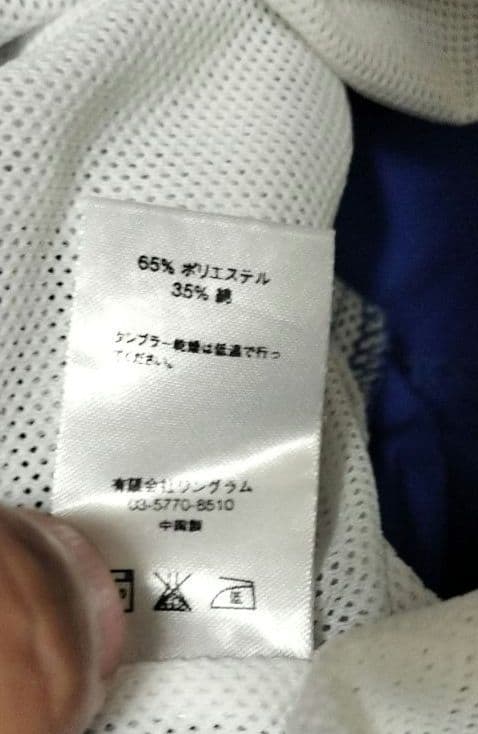 65% ポリエステル
35% 綿
タンブラー乾燥は低温で行っ
てください。
有限会社リングラム
03-5770-8510
中国製
低